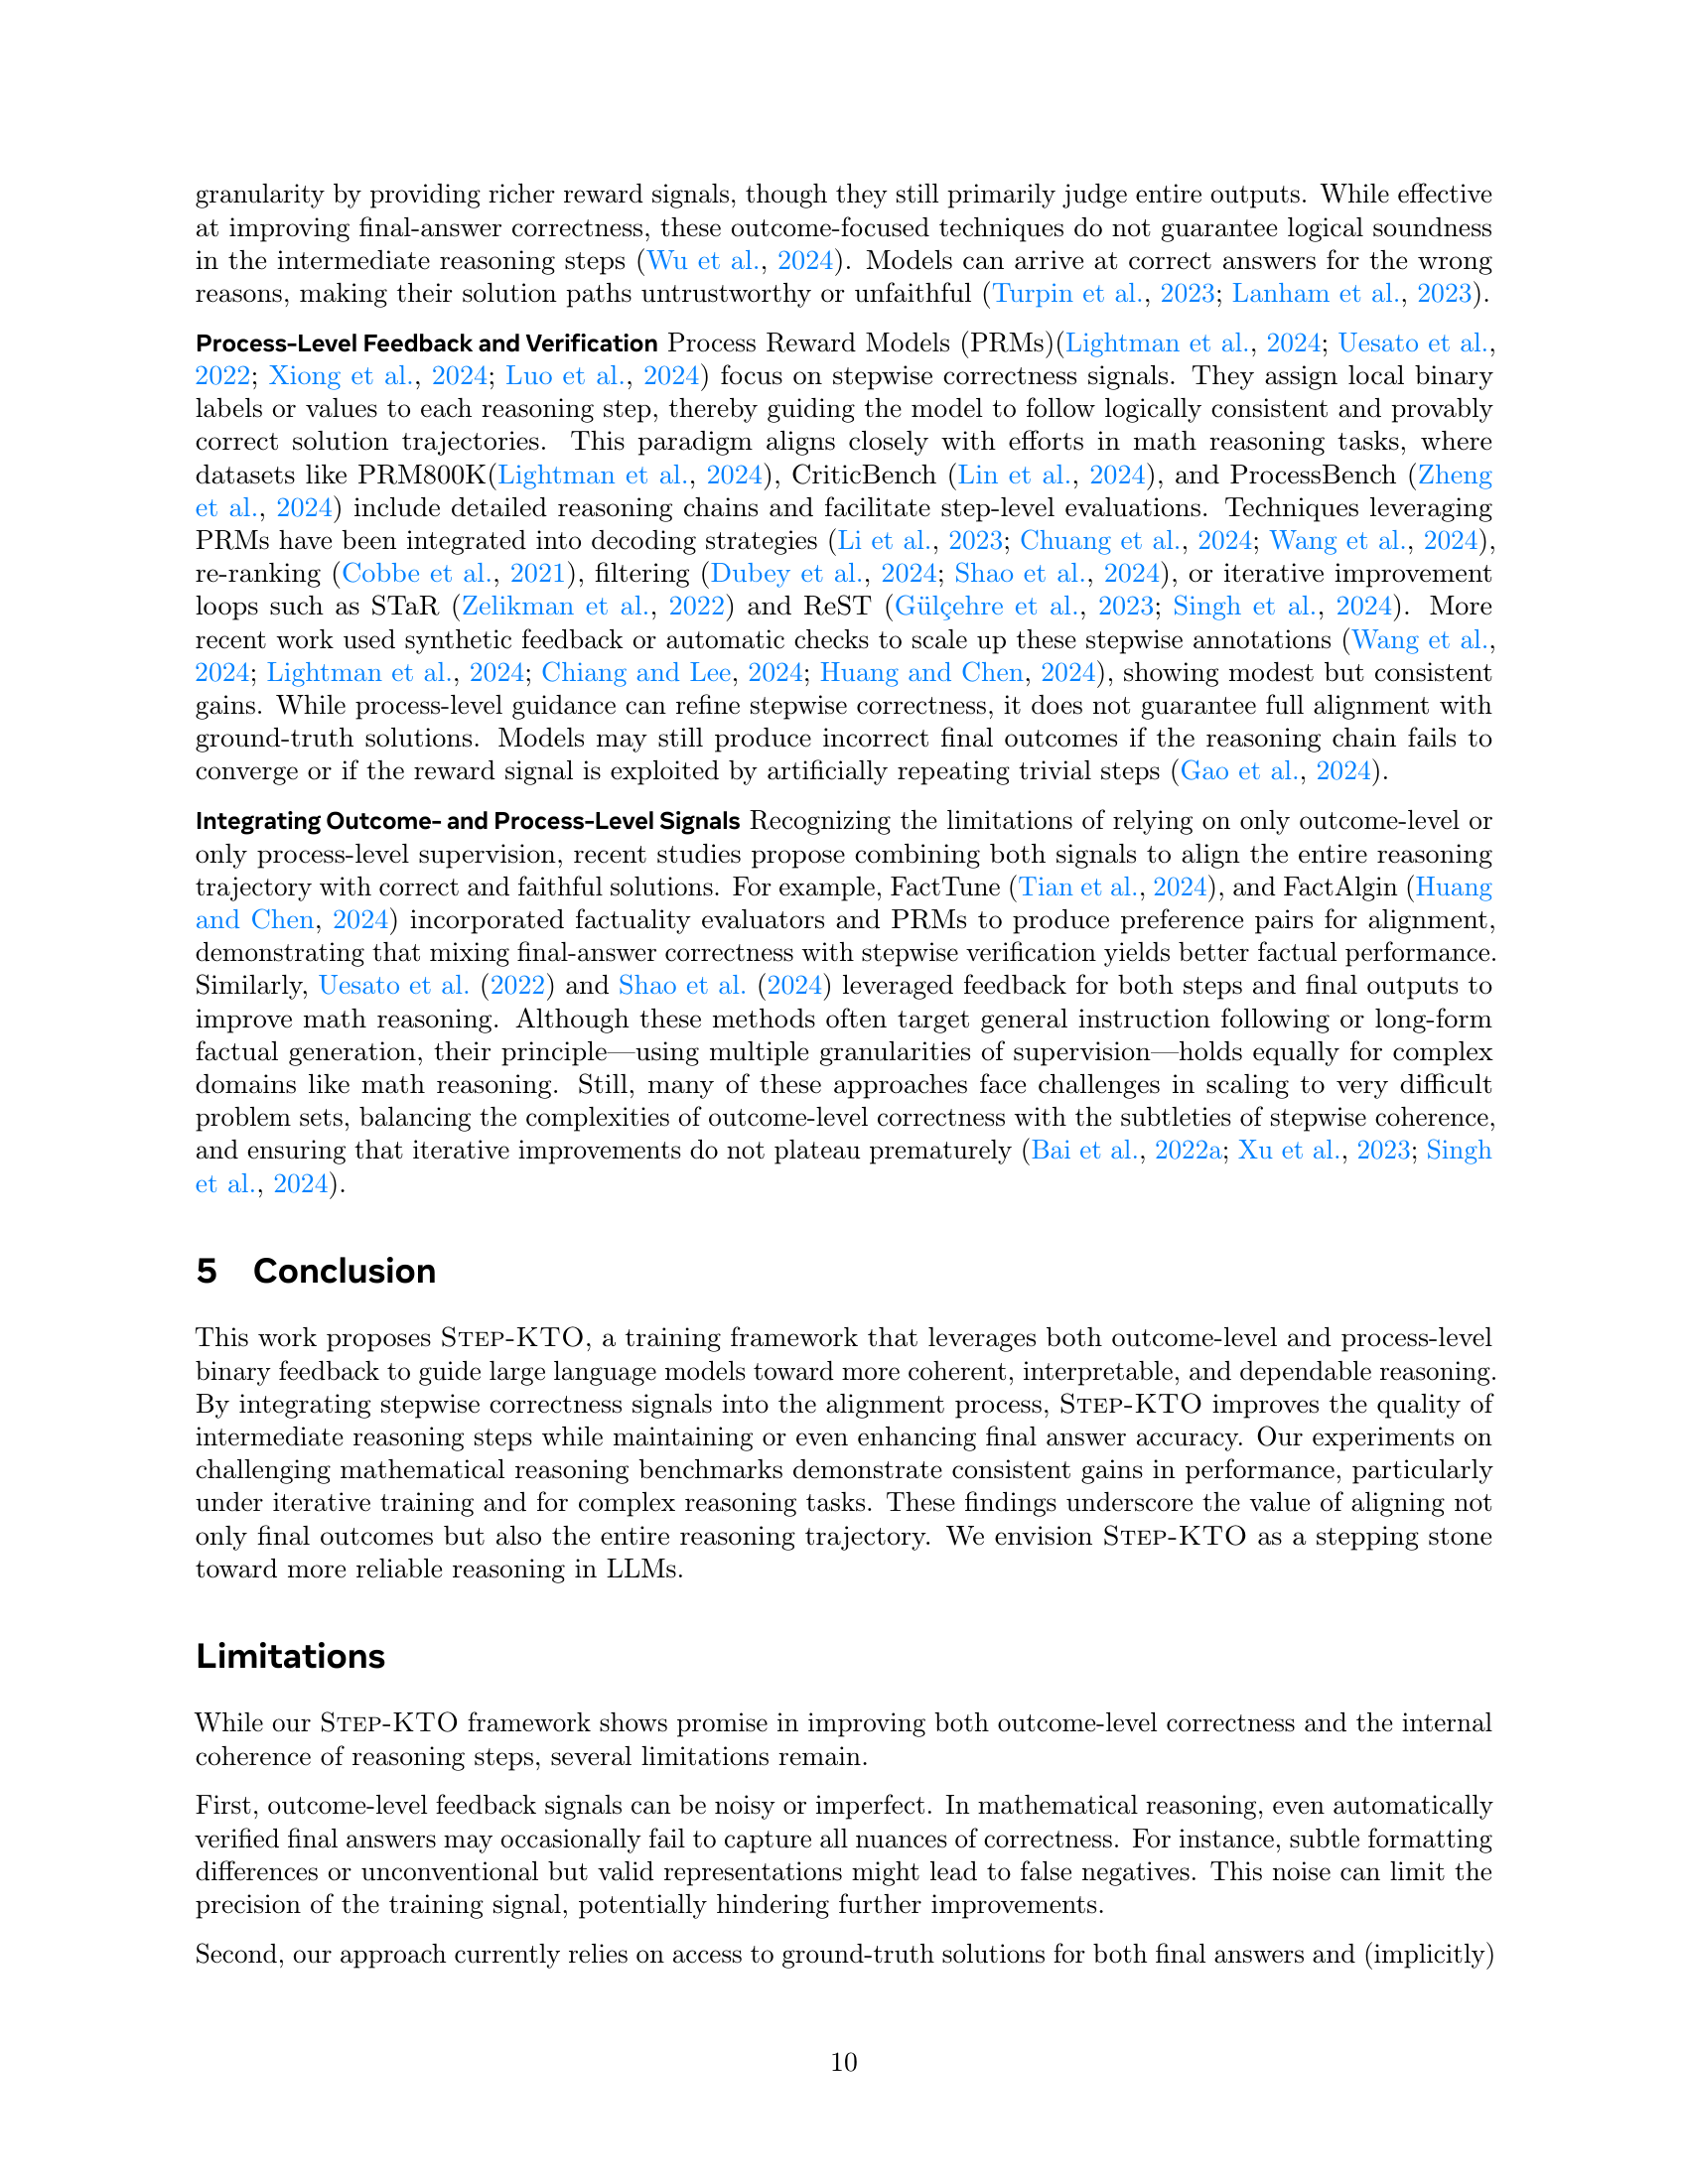 granularity by providing richer reward signals, though they still primarily judge entire outputs. While effective
at improving final-answer correctness, these outcome-focused techniques do not guarantee logical soundness
in the intermediate reasoning steps (Wu et al., 2024). Models can arrive at correct answers for the wrong
reasons, making their solution paths untrustworthy or unfaithful (Turpin et al., 2023; Lanham et al., 2023).
Process-Level Feedback and Verification Process Reward Models (PRMs)(Lightman et al., 2024; Uesato et al.,
2022; Xiong et al., 2024; Luo et al., 2024) focus on stepwise correctness signals. They assign local binary
labels or values to each reasoning step, thereby guiding the model to follow logically consistent and provably
correct solution trajectories. This paradigm aligns closely with efforts in math reasoning tasks, where
datasets like PRM800K(Lightman et al., 2024), CriticBench (Lin et al., 2024), and ProcessBench (Zheng
et al., 2024) include detailed reasoning chains and facilitate step-level evaluations. Techniques leveraging
PRMs have been integrated into decoding strategies (Li et al., 2023; Chuang et al., 2024; Wang et al., 2024),
re-ranking (Cobbe et al., 2021), filtering (Dubey et al., 2024; Shao et al., 2024), or iterative improvement
loops such as STaR (Zelikman et al., 2022) and ReST (Gülçehre et al., 2023; Singh et al., 2024). More
recent work used synthetic feedback or automatic checks to scale up these stepwise annotations (Wang et al.,
2024; Lightman et al., 2024; Chiang and Lee, 2024; Huang and Chen, 2024), showing modest but consistent
gains. While process-level guidance can refine stepwise correctness, it does not guarantee full alignment with
ground-truth solutions. Models may still produce incorrect final outcomes if the reasoning chain fails to
converge or if the reward signal is exploited by artificially repeating trivial steps (Gao et al., 2024).
Integrating Outcome- and Process-Level Signals Recognizing the limitations of relying on only outcome-level or
only process-level supervision, recent studies propose combining both signals to align the entire reasoning
trajectory with correct and faithful solutions. For example, FactTune (Tian et al., 2024), and FactAlgin (Huang
and Chen, 2024) incorporated factuality evaluators and PRMs to produce preference pairs for alignment,
demonstrating that mixing final-answer correctness with stepwise verification yields better factual performance.
Similarly, Uesato et al. (2022) and Shao et al. (2024) leveraged feedback for both steps and final outputs to
improve math reasoning. Although these methods often target general instruction following or long-form
factual generation, their principle—using multiple granularities of supervision—holds equally for complex
domains like math reasoning. Still, many of these approaches face challenges in scaling to very difficult
problem sets, balancing the complexities of outcome-level correctness with the subtleties of stepwise coherence,
and ensuring that iterative improvements do not plateau prematurely (Bai et al., 2022a; Xu et al., 2023; Singh
et al., 2024).
5 Conclusion
This work proposes STEP-KTO, a training framework that leverages both outcome-level and process-level
binary feedback to guide large language models toward more coherent, interpretable, and dependable reasoning.
By integrating stepwise correctness signals into the alignment process, STEP-KTO improves the quality of
intermediate reasoning steps while maintaining or even enhancing final answer accuracy. Our experiments on
challenging mathematical reasoning benchmarks demonstrate consistent gains in performance, particularly
under iterative training and for complex reasoning tasks. These findings underscore the value of aligning not
only final outcomes but also the entire reasoning trajectory. We envision STEP-KTO as a stepping stone
toward more reliable reasoning in LLMs.
Limitations
While our STEP-KTO framework shows promise in improving both outcome-level correctness and the internal
coherence of reasoning steps, several limitations remain.
First, outcome-level feedback signals can be noisy or imperfect. In mathematical reasoning, even automatically
verified final answers may occasionally fail to capture all nuances of correctness. For instance, subtle formatting
differences or unconventional but valid representations might lead to false negatives. This noise can limit the
precision of the training signal, potentially hindering further improvements.
Second, our approach currently relies on access to ground-truth solutions for both final answers and (implicitly)
10